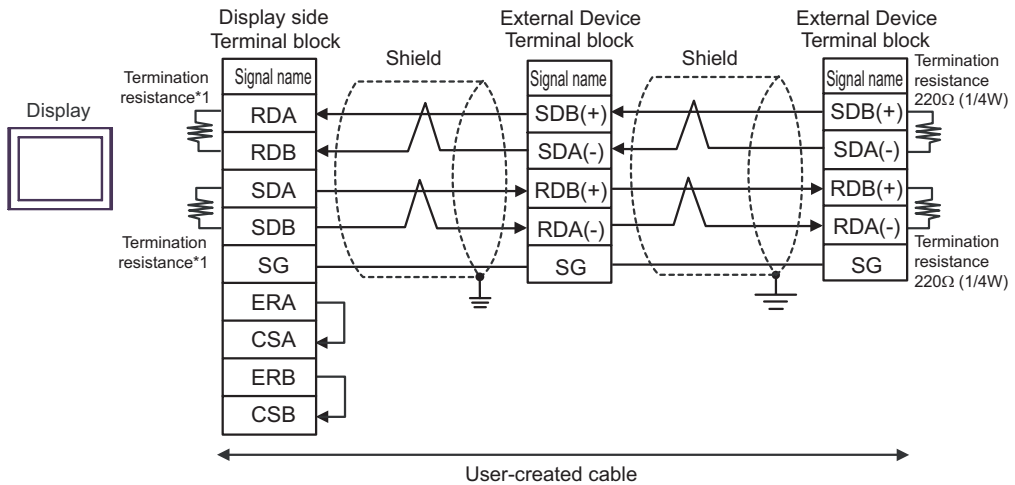 Display side
Terminal block
External Device
Terminal block
External Device
Terminal block
Shield
Shield
Display
Termination
resistance*1
Termination
resistance*1
Signal name
RDA
RDB
SDA
SDB
SG
ERA
CSA
ERB
CSB
Signal name
SDB(+)
SDA(-)
RDB(+)
RDA(-)
SG
Signal name
SDB(+)
SDA(-)
RDB(+)
RDA(-)
SG
Termination
resistance
220Ω (1/4W)
Termination
resistance
220Ω (1/4W)
User-created cable